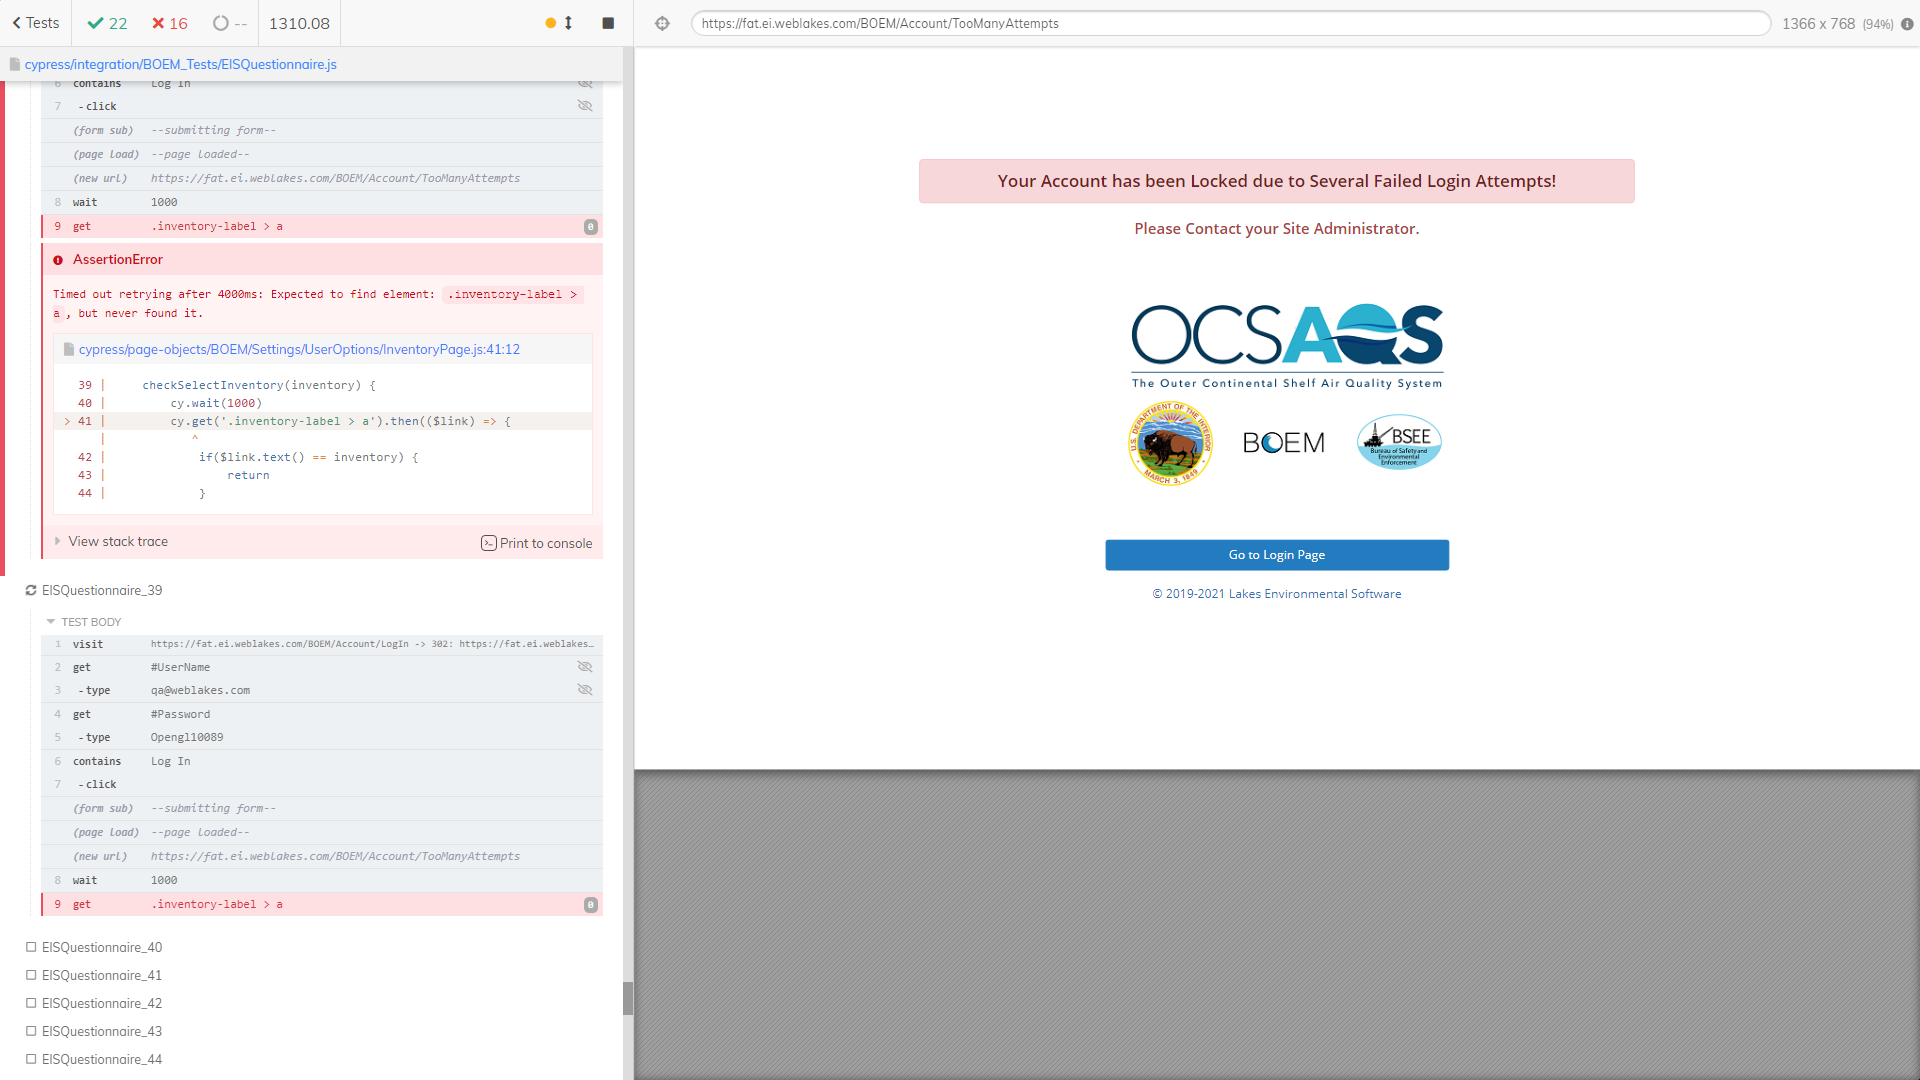 Tests 22 16 -- 1310.08
https://fat.ei.weblakes.com/BOEM/Account/TooManyAttempts 1366 x 768 (94%)
cypress/integration/BOEM_Tests/EISQuestionnaire.js
6 contains Log In
7 -click
(form sub) --submitting form--
(page load) --page loaded--
(new url) https://fat.ei.weblakes.com/BOEM/Account/TooManyAttempts
8 wait 1000
9 get .inventory-label > a 0
AssertionError
Timed out retrying after 4000ms: Expected to find element: .inventory-label >
a, but never found it.
cypress/page-objects/BOEM/Settings/UserOptions/InventoryPage.js:41:12
39 | checkSelectInventory(inventory) {
40 | cy.wait(1000)
> 41 | cy.get('.inventory-label > a').then(($link) => {
| ^
42 | if($link.text() == inventory) {
43 | return
44 | }
View stack trace Print to console
EISQuestionnaire_39
TEST BODY
1 visit https://fat.ei.weblakes.com/BOEM/Account/LogIn -> 302: https://fat.ei.weblakes…
2 get #UserName
3 -type qa@weblakes.com
4 get #Password
5 -type Opengl10089
6 contains Log In
7 -click
(form sub) --submitting form--
(page load) --page loaded--
(new url) https://fat.ei.weblakes.com/BOEM/Account/TooManyAttempts
8 wait 1000
9 get .inventory-label > a 0
EISQuestionnaire_40
EISQuestionnaire_41
EISQuestionnaire_42
EISQuestionnaire_43
EISQuestionnaire_44
Your Account has been Locked due to Several Failed Login Attempts!
Please Contact your Site Administrator.
OCSAQS
The Outer Continental Shelf Air Quality System
U.S. DEPARTMENT OF THE INTERIOR
MARCH 3, 1849
BOEM
BSEE
Bureau of Safety and
Environmental
Enforcement
Go to Login Page
© 2019-2021 Lakes Environmental Software